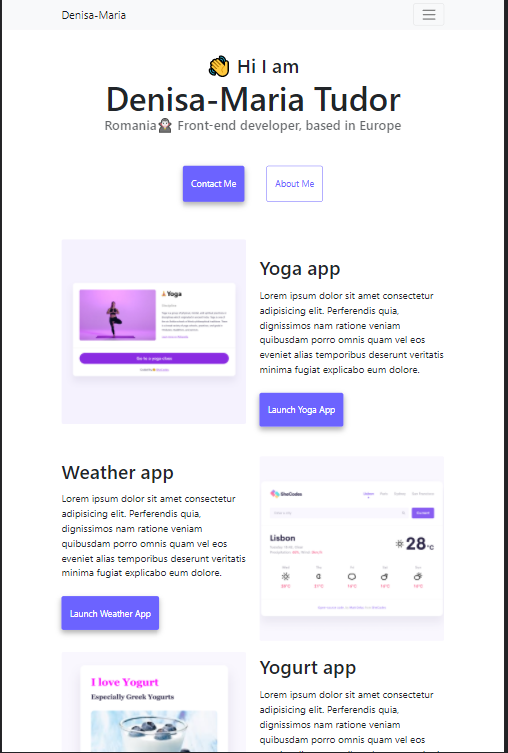 Denisa-Maria
👋 Hi I am
Denisa-Maria Tudor
Romania🧛🏻 Front-end developer, based in Europe
Contact Me
About Me
Yoga
Go to a yoga class
Yoga app
Lorem ipsum dolor sit amet consectetur
adipisicing elit. Perferendis quia,
dignissimos nam ratione veniam
quibusdam porro omnis quam vel eos
eveniet alias temporibus deserunt veritatis
minima fugiat explicabo eum dolore.
Launch Yoga App
Weather app
Lorem ipsum dolor sit amet consectetur
adipisicing elit. Perferendis quia,
dignissimos nam ratione veniam
quibusdam porro omnis quam vel eos
eveniet alias temporibus deserunt veritatis
minima fugiat explicabo eum dolore.
Launch Weather App
SheCodes
Lisbon
28°C
I love Yogurt
Especially Greek Yogurts
Yogurt app
Lorem ipsum dolor sit amet consectetur
adipisicing elit. Perferendis quia,
dignissimos nam ratione veniam
quibusdam porro omnis quam vel eos